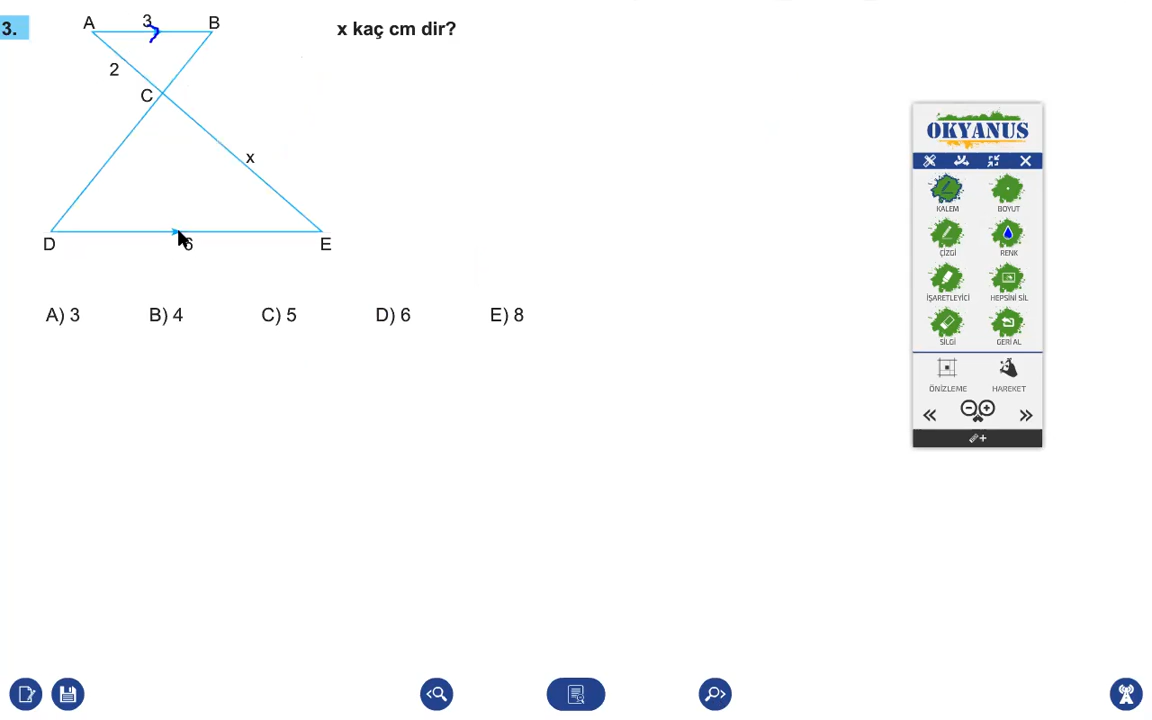 3.
x kaç cm dir?
A
3
B
2
C
x
D
6
E
A) 3 B) 4 C) 5 D) 6 E) 8
OKYANUS
KALEM BOYUT
ÇİZGİ RENK
İŞARETLEYİCİ HEPSİNİ SİL
SİLGİ GERİ AL
ÖNİZLEME HAREKET